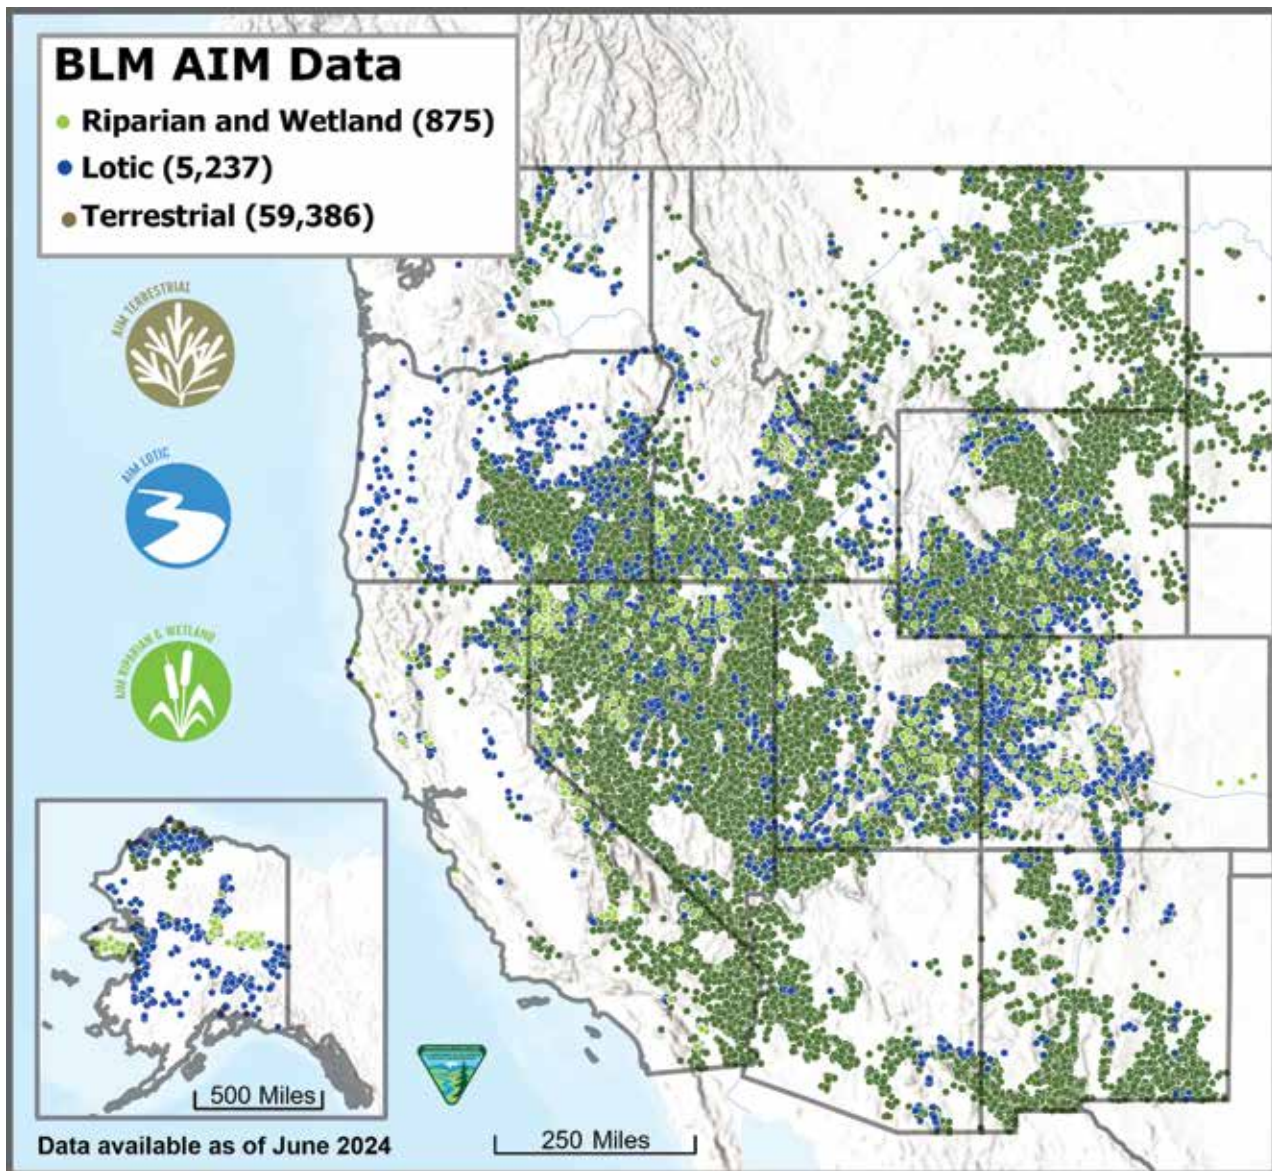 BLM AIM Data
Riparian and Wetland (875)
Lotic (5,237)
Terrestrial (59,386)
AIM TERRESTRIAL
AIM LOTIC
AIM RIPARIAN & WETLAND
500 Miles
Data available as of June 2024
250 Miles